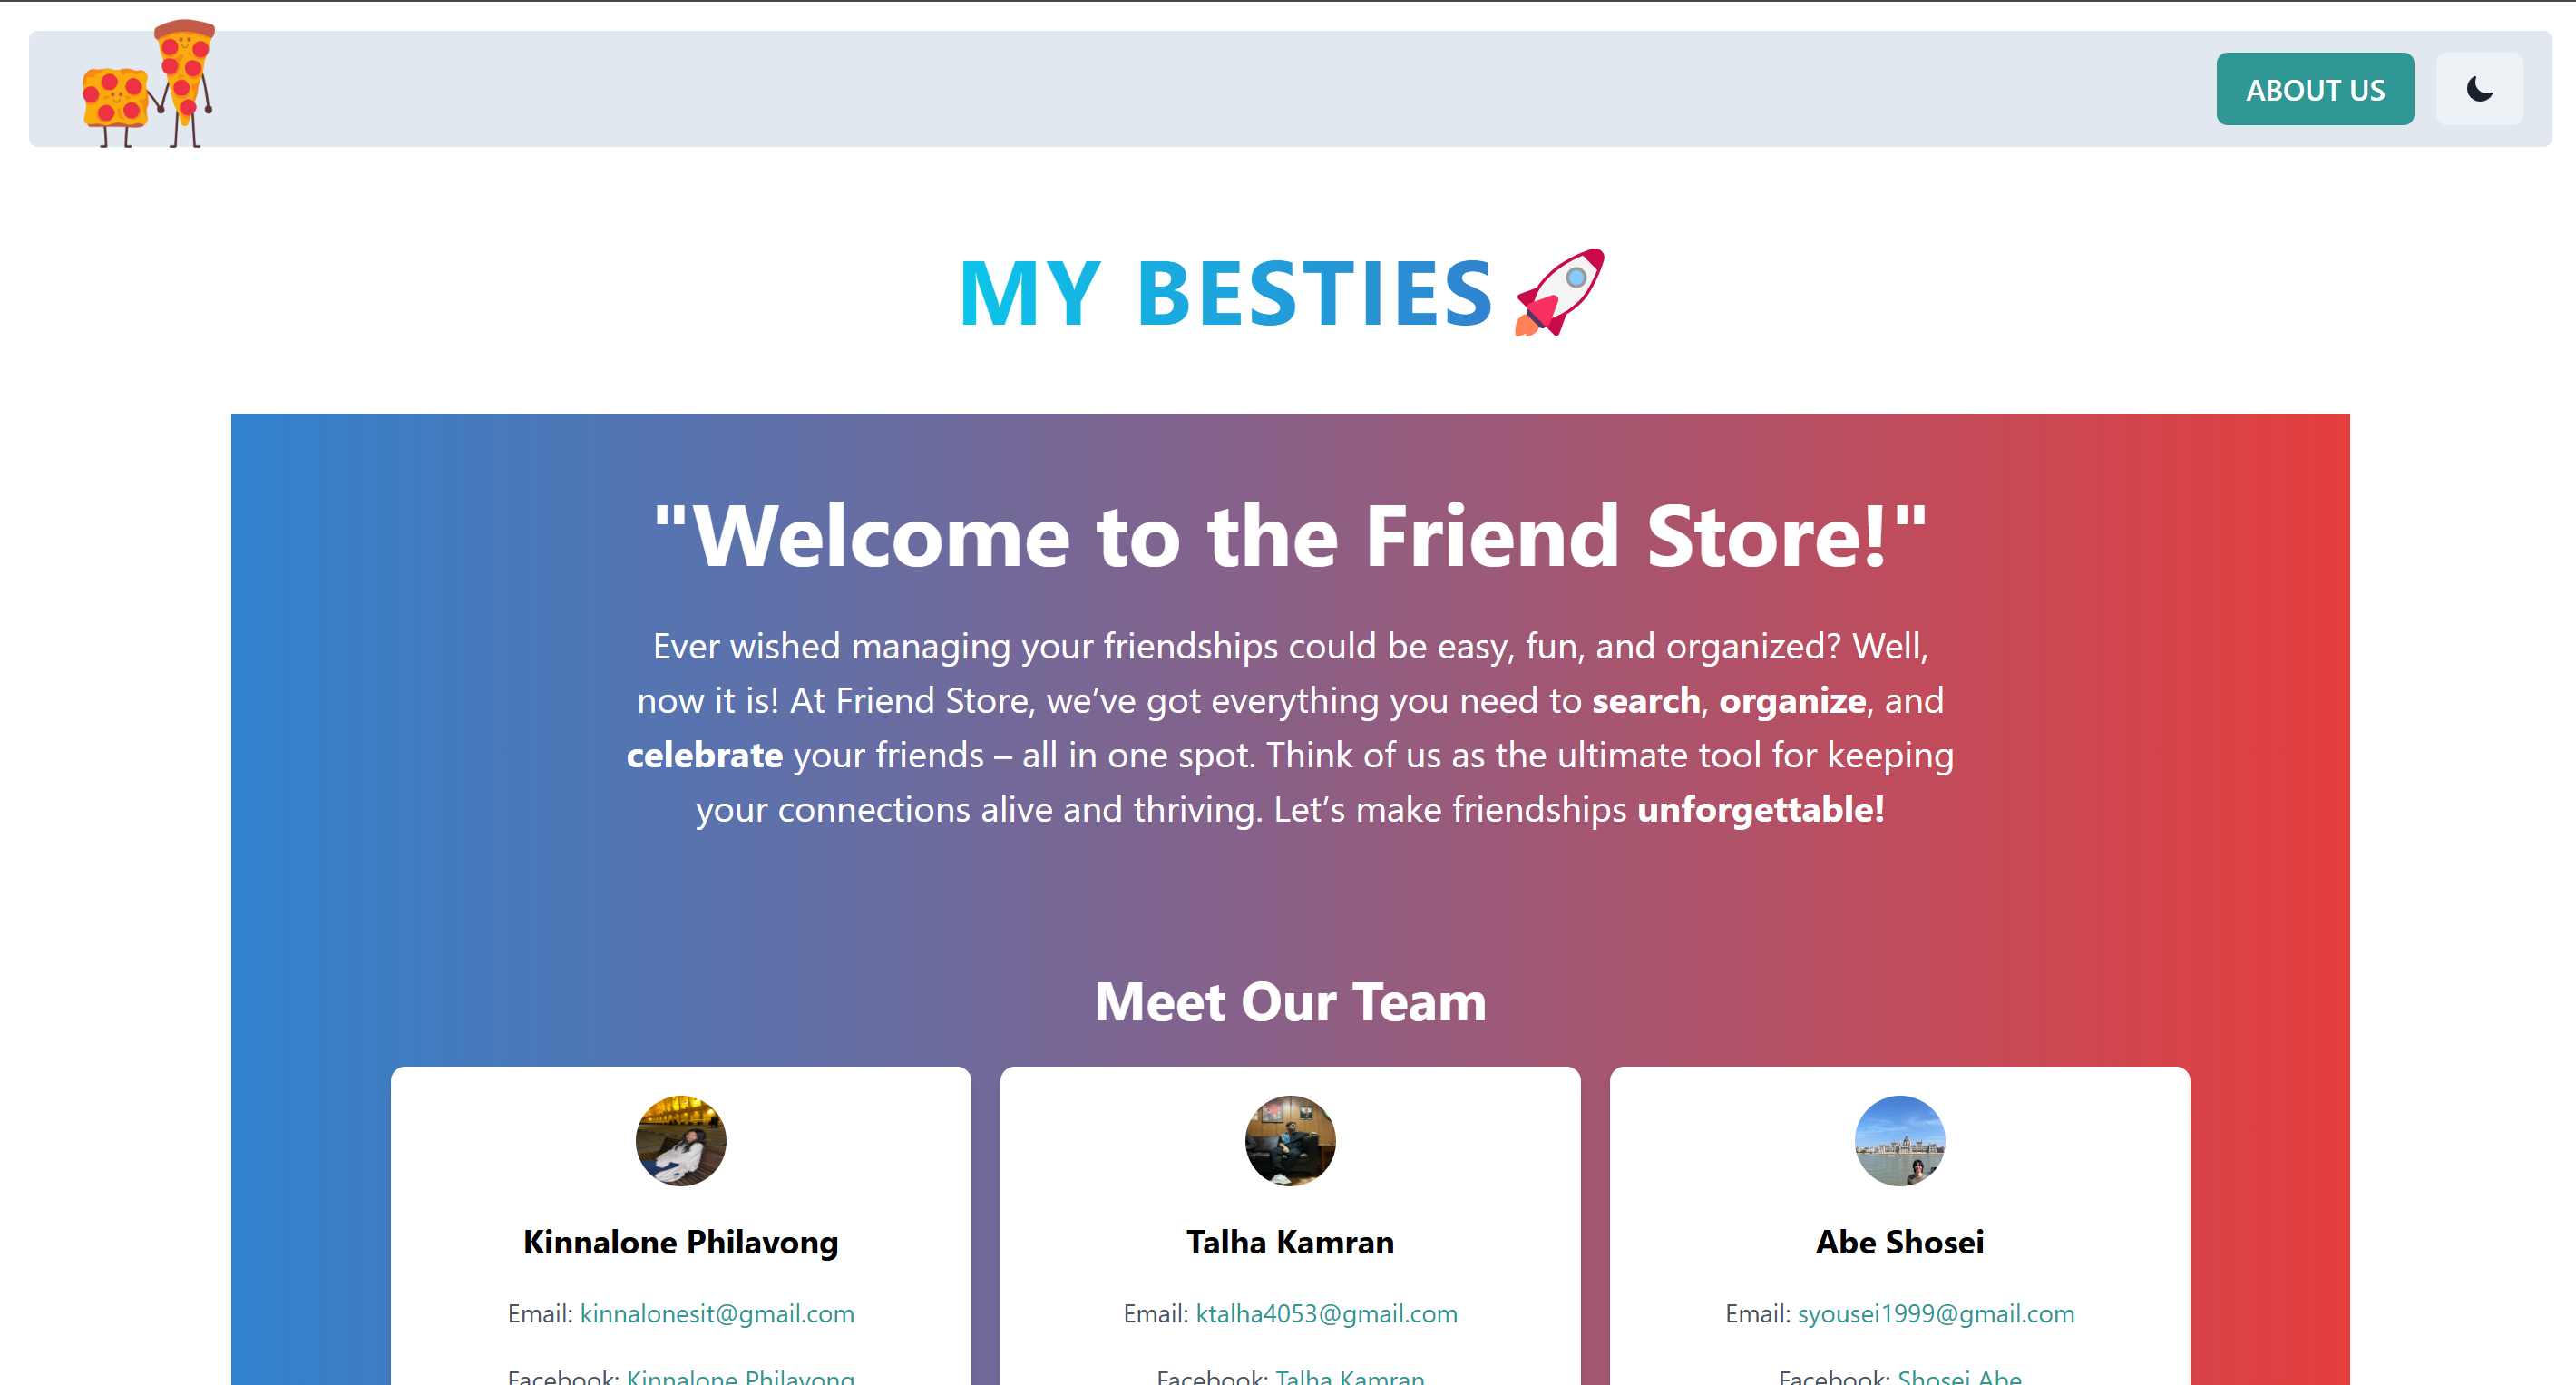 ABOUT US
MY BESTIES
"Welcome to the Friend Store!"
Ever wished managing your friendships could be easy, fun, and organized? Well,
now it is! At Friend Store, we’ve got everything you need to search, organize, and
celebrate your friends – all in one spot. Think of us as the ultimate tool for keeping
your connections alive and thriving. Let’s make friendships unforgettable!
Meet Our Team
Kinnalone Philavong
Talha Kamran
Abe Shosei
Email: kinnalonesit@gmail.com
Email: ktalha4053@gmail.com
Email: syousei1999@gmail.com
Facebook: Kinnalone Philavong
Facebook: Talha Kamran
Facebook: Shosei Abe